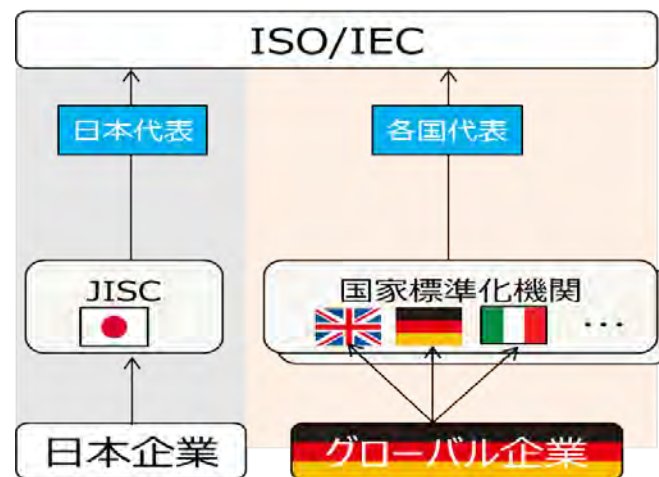 ISO/IEC
日本代表
各国代表
JISC
国家標準化機関
・・・
日本企業
グローバル企業